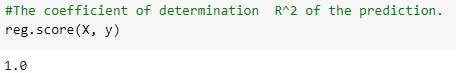 #The coefficient of determination  R^2 of the prediction.
reg.score(X, y)
1.0